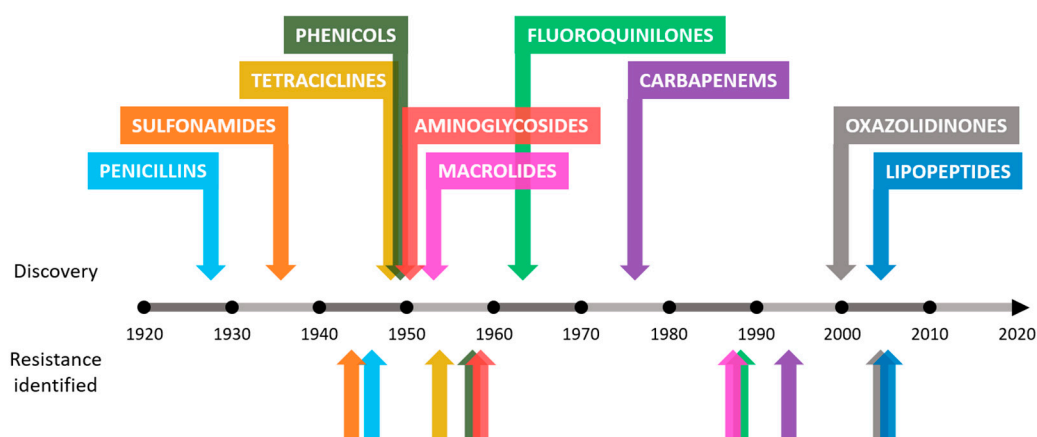 PHENICOLS
FLUOROQUINILONES
TETRACICLINES
CARBAPENEMS
SULFONAMIDES
AMINOGLYCOSIDES
OXAZOLIDINONES
PENICILLINS
MACROLIDES
LIPOPEPTIDES
Discovery
1920 1930 1940 1950 1960 1970 1980 1990 2000 2010 2020
Resistance
identified